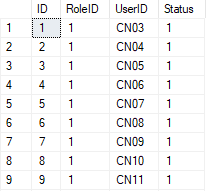 ID RoleID UserID Status
1 1 1 CN03 1
2 2 1 CN04 1
3 3 1 CN05 1
4 4 1 CN06 1
5 5 1 CN07 1
6 6 1 CN08 1
7 7 1 CN09 1
8 8 1 CN10 1
9 9 1 CN11 1